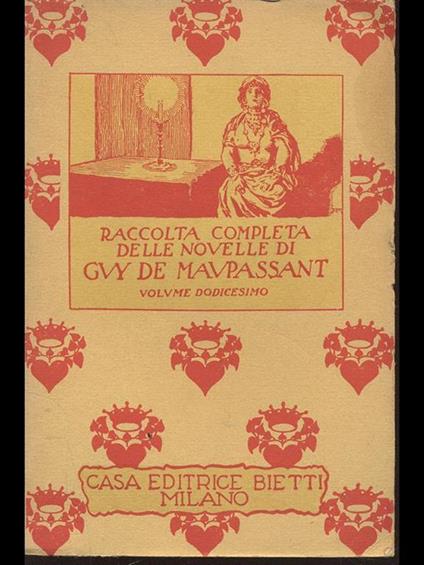 RACCOLTA COMPLETA
DELLE NOVELLE DI
GVY DE MAVPASSANT
VOLVME DODICESIMO
CASA EDITRICE BIETTI
MILANO